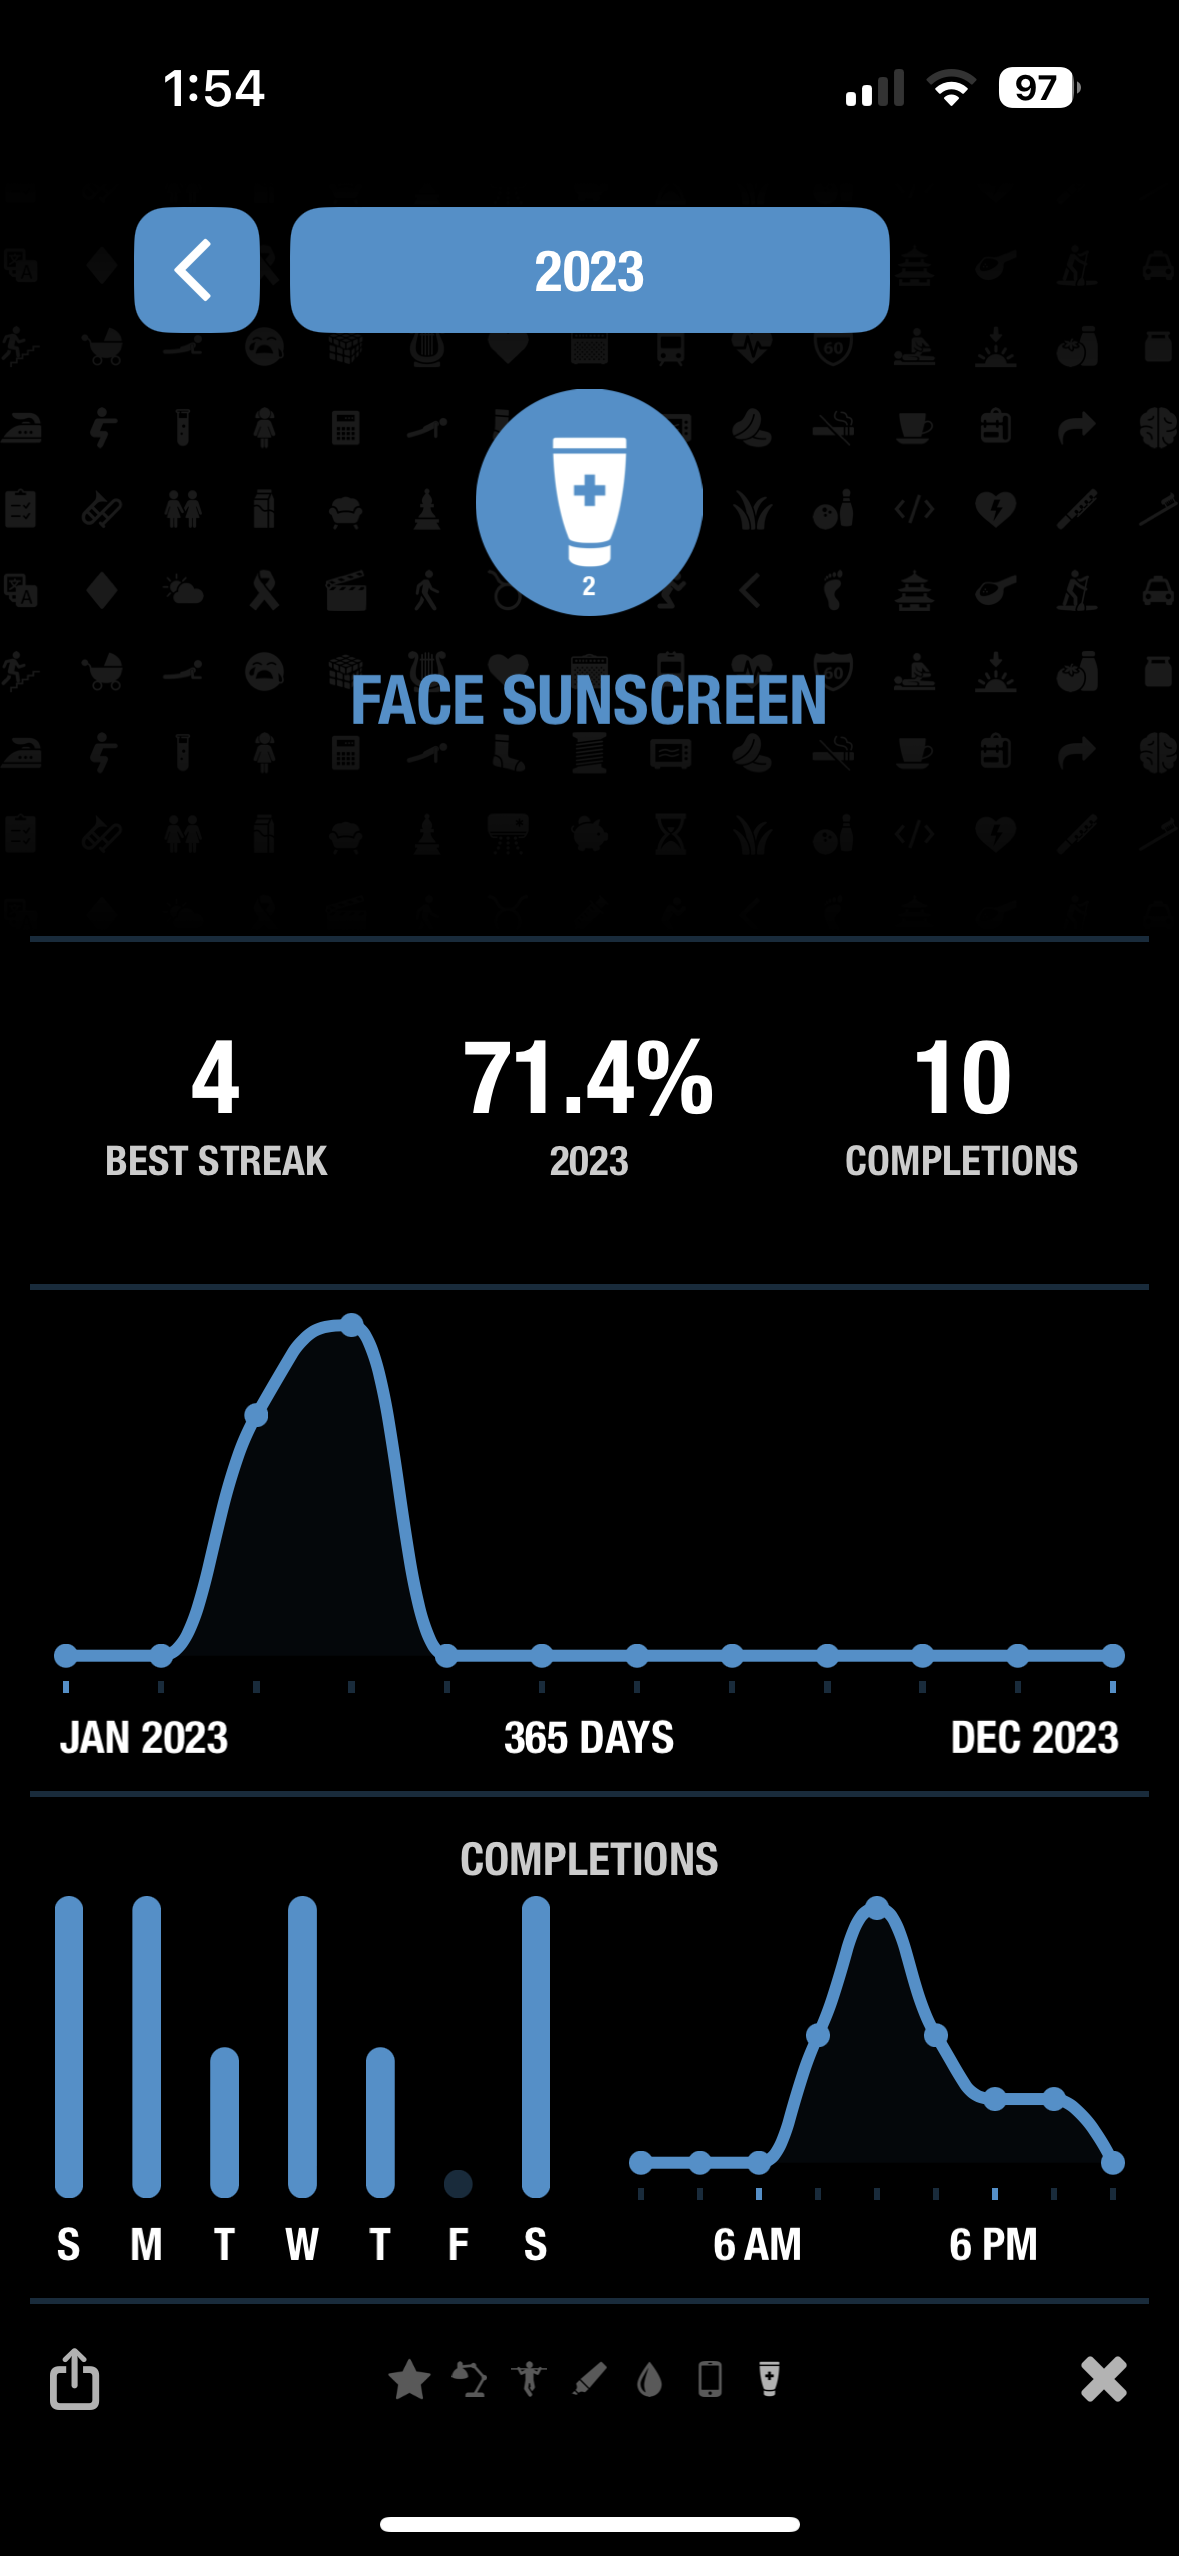 1:54
97
2023
2
FACE SUNSCREEN
4
71.4%
10
BEST STREAK
2023
COMPLETIONS
JAN 2023
365 DAYS
DEC 2023
COMPLETIONS
S M T W T F S
6 AM
6 PM